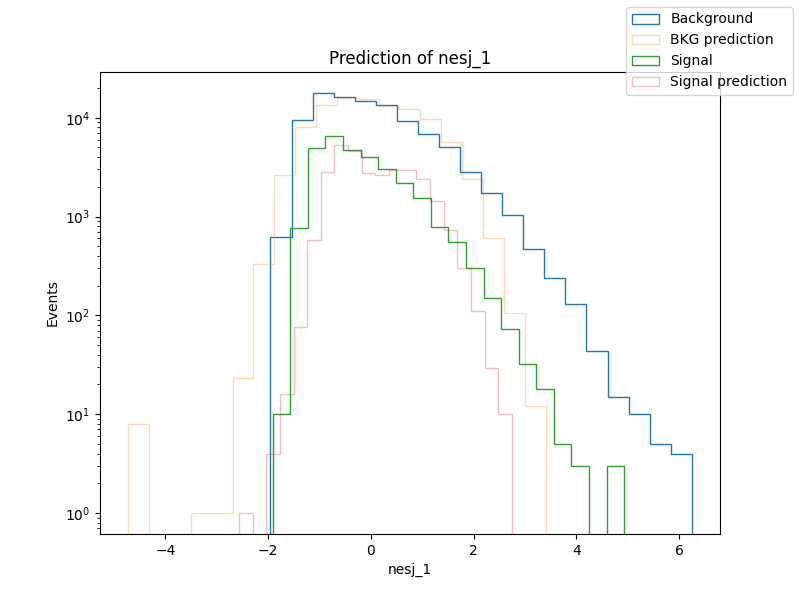 Prediction of nesj_1
Background
BKG prediction
Signal
Signal prediction
Events
10^4
10^3
10^2
10^1
10^0
−4
−2
0
2
4
6
nesj_1